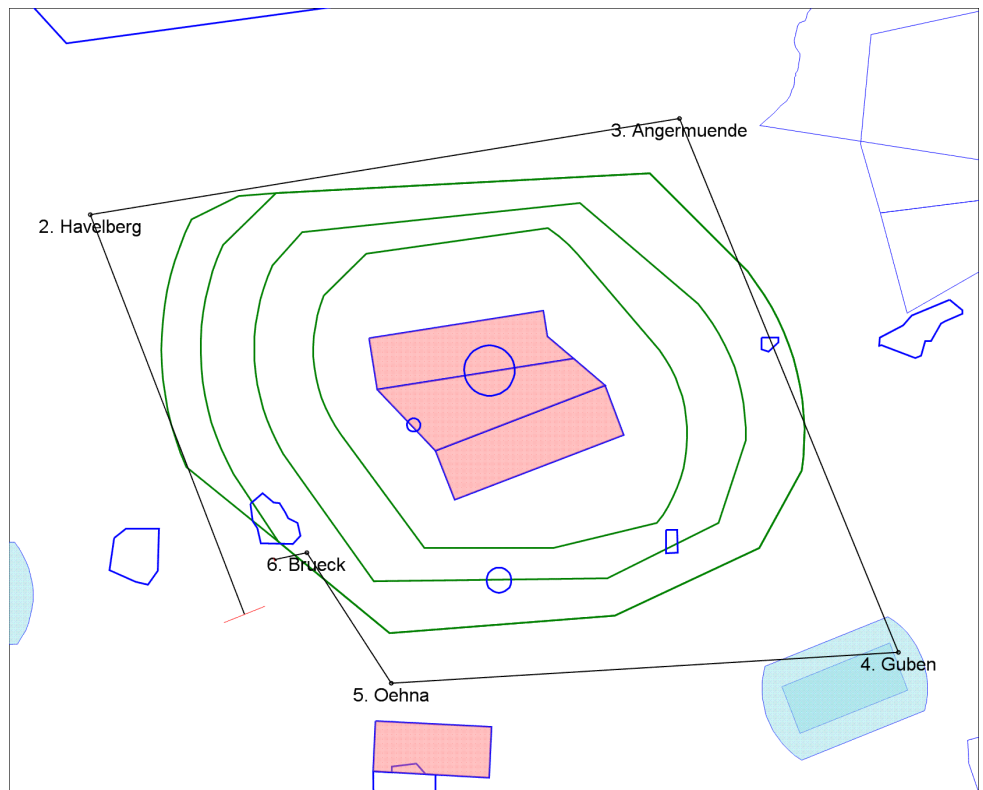 3. Angermuende
2. Havelberg
6. Brueck
4. Guben
5. Oehna